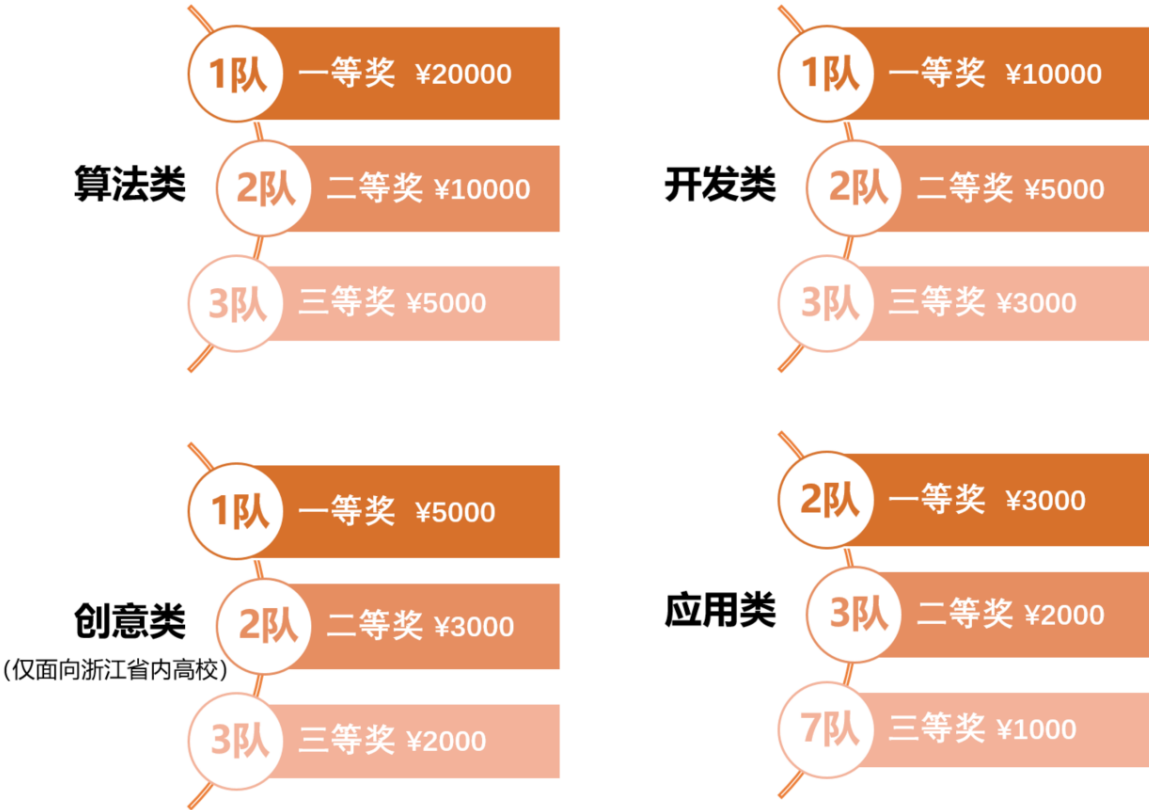 1队 一等奖 ¥20000
算法类
2队 二等奖 ¥10000
3队 三等奖 ¥5000
1队 一等奖 ¥10000
开发类
2队 二等奖 ¥5000
3队 三等奖 ¥3000
1队 一等奖 ¥5000
创意类
(仅面向浙江省内高校)
2队 二等奖 ¥3000
3队 三等奖 ¥2000
2队 一等奖 ¥3000
应用类
3队 二等奖 ¥2000
7队 三等奖 ¥1000